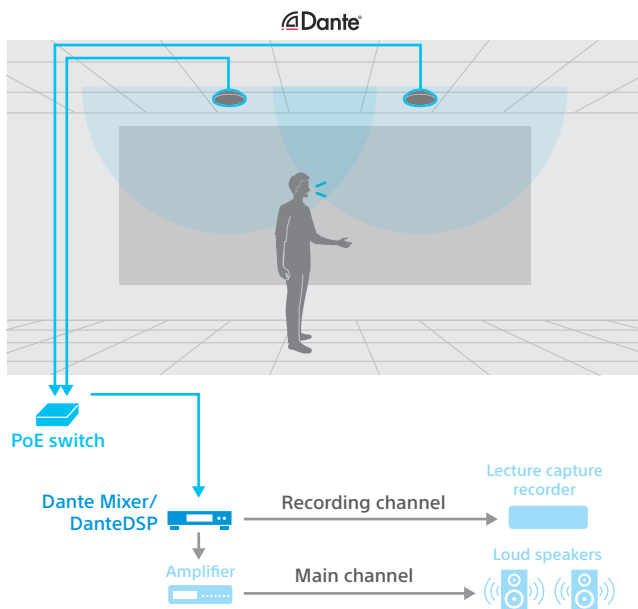 Dante
PoE switch
Lecture capture
recorder
Dante Mixer/
DanteDSP
Recording channel
Loud speakers
Amplifier
Main channel